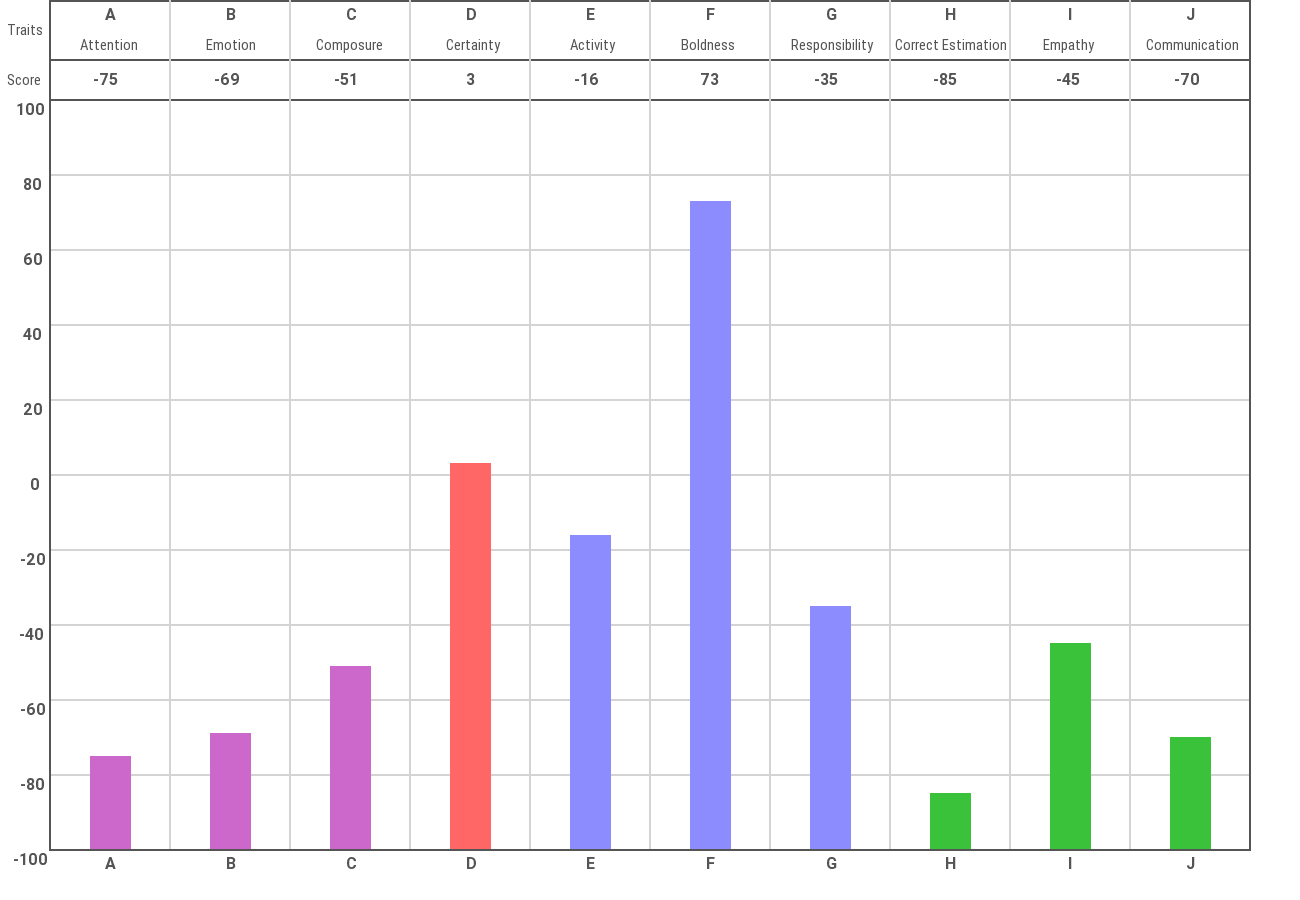 A B C D E F G H I J
Traits
Attention Emotion Composure Certainty Activity Boldness Responsibility Correct Estimation Empathy Communication
Score -75 -69 -51 3 -16 73 -35 -85 -45 -70
100
80
60
40
20
0
-20
-40
-60
-80
-100
A B C D E F G H I J